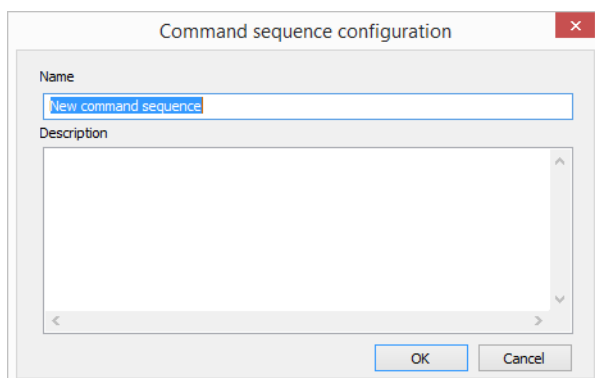 Command sequence configuration
Name
New command sequence
Description
OK Cancel